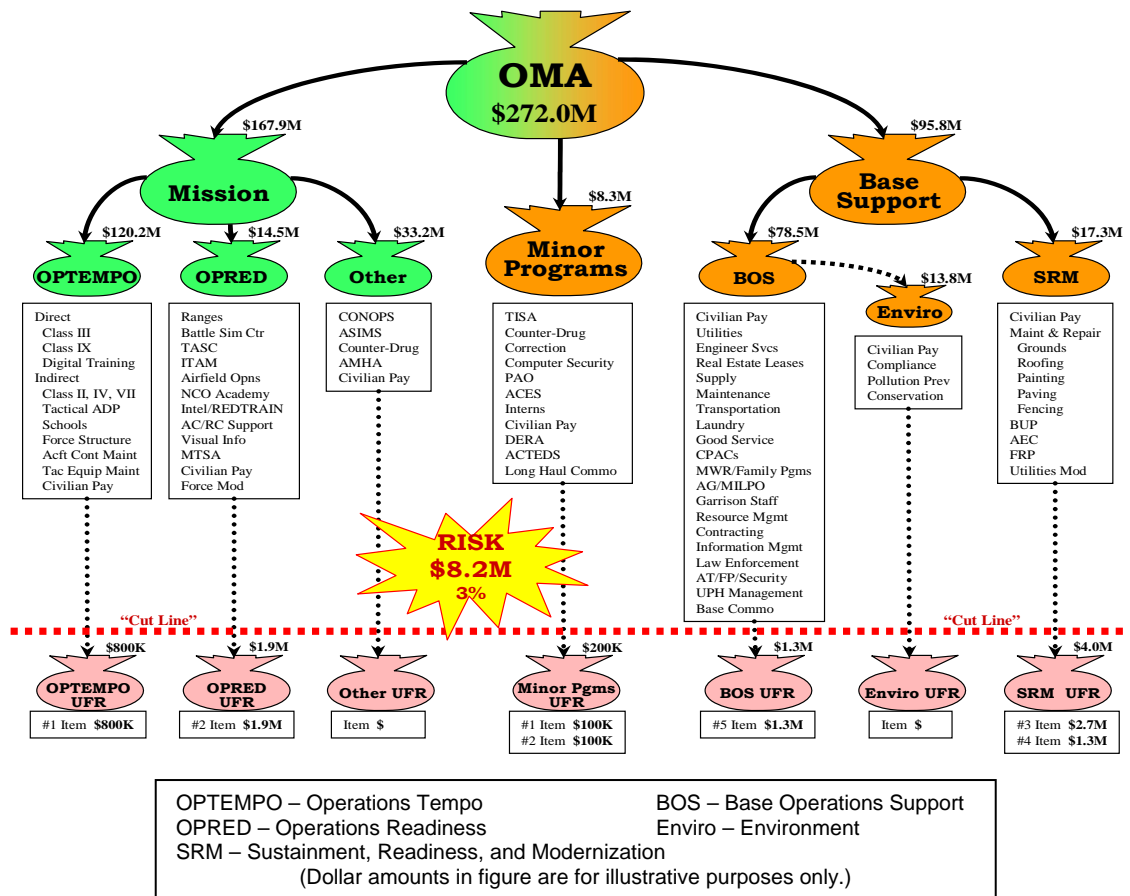 OMA
$272.0M
$167.9M
$95.8M
Mission
Base
Support
$8.3M
Minor
Programs
$120.2M
OPTEMPO
$14.5M
OPRED
$33.2M
Other
$78.5M
BOS
$13.8M
Enviro
$17.3M
SRM
Direct
Class III
Class IX
Digital Training
Indirect
Class II, IV, VII
Tactical ADP
Schools
Force Structure
Acft Cont Maint
Tac Equip Maint
Civilian Pay
Ranges
Battle Sim Ctr
TASC
ITAM
Airfield Opns
NCO Academy
Intel/REDTRAIN
AC/RC Support
Visual Info
MTSA
Civilian Pay
Force Mod
CONOPS
ASIMS
Counter-Drug
AMHA
Civilian Pay
TISA
Counter-Drug
Correction
Computer Security
PAO
ACES
Interns
Civilian Pay
DERA
ACTEDS
Long Haul Commo
Civilian Pay
Utilities
Engineer Svcs
Real Estate Leases
Supply
Maintenance
Transportation
Laundry
Good Service
CPACs
MWR/Family Pgms
AG/MILPO
Garrison Staff
Resource Mgmt
Contracting
Information Mgmt
Law Enforcement
AT/FP/Security
UPH Management
Base Commo
Civilian Pay
Compliance
Pollution Prev
Conservation
Civilian Pay
Maint & Repair
Grounds
Roofing
Painting
Paving
Fencing
BUP
AEC
FRP
Utilities Mod
RISK
$8.2M
3%
“Cut Line”
“Cut Line”
$800K
OPTEMPO
UFR
#1 Item $800K
$1.9M
OPRED
UFR
#2 Item $1.9M
Other UFR
Item $
$200K
Minor Pgms
UFR
#1 Item $100K
#2 Item $100K
$1.3M
BOS UFR
#5 Item $1.3M
Enviro UFR
Item $
$4.0M
SRM UFR
#3 Item $2.7M
#4 Item $1.3M
OPTEMPO – Operations Tempo
BOS – Base Operations Support
OPRED – Operations Readiness
Enviro – Environment
SRM – Sustainment, Readiness, and Modernization
(Dollar amounts in figure are for illustrative purposes only.)